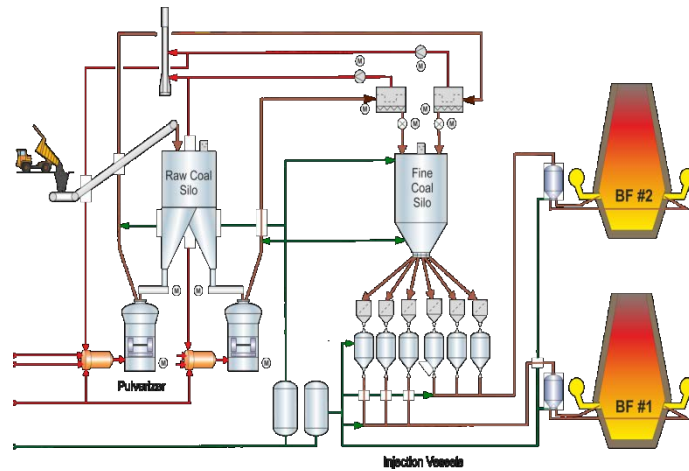 M
M
M
M
M
M
Raw Coal
Silo
Fine
Coal
Silo
BF #2
M
M
M
M
Pulverizer
BF #1
Injection Vessels